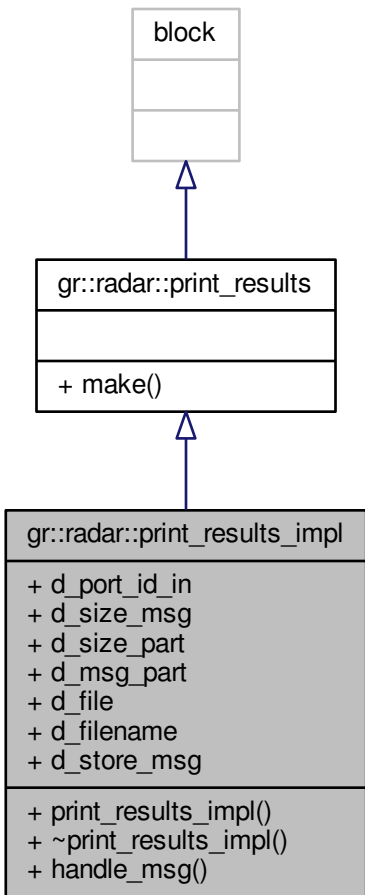 block
gr::radar::print_results
+ make()
gr::radar::print_results_impl
+ d_port_id_in
+ d_size_msg
+ d_size_part
+ d_msg_part
+ d_file
+ d_filename
+ d_store_msg
+ print_results_impl()
+ ~print_results_impl()
+ handle_msg()